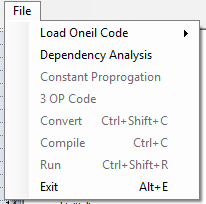 File
Load Oneil Code
Dependency Analysis
Constant Proprogation
3 OP Code
Convert Ctrl+Shift+C
Compile Ctrl+C
Run Ctrl+Shift+R
Exit Alt+E